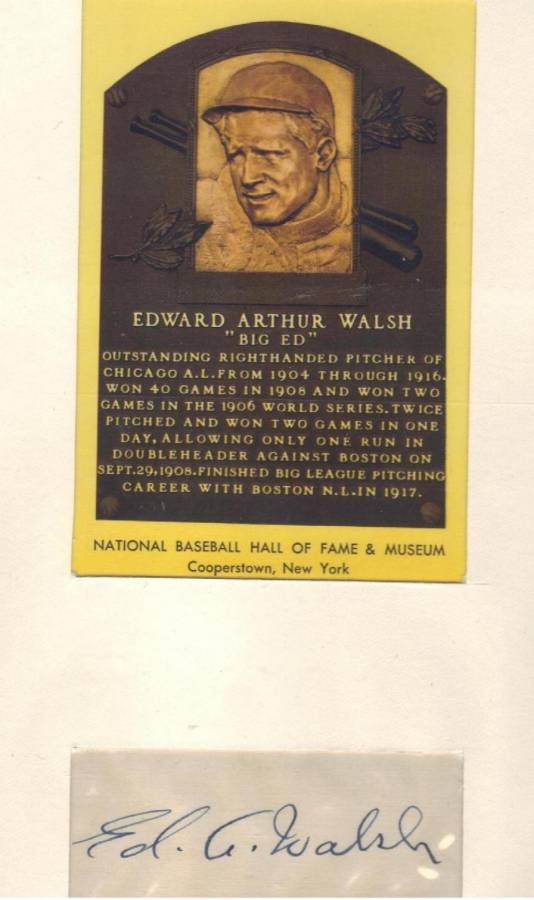 EDWARD ARTHUR WALSH
"BIG ED"
OUTSTANDING RIGHTHANDED PITCHER OF
CHICAGO A.L. FROM 1904 THROUGH 1916.
WON 40 GAMES IN 1908 AND WON TWO
GAMES IN THE 1906 WORLD SERIES. TWICE
PITCHED AND WON TWO GAMES IN ONE
DAY, ALLOWING ONLY ONE RUN IN
DOUBLEHEADER AGAINST BOSTON ON
SEPT. 29, 1908. FINISHED BIG LEAGUE PITCHING
CAREER WITH BOSTON N.L. IN 1917.
NATIONAL BASEBALL HALL OF FAME & MUSEUM
Cooperstown, New York
Ed. A. Walsh